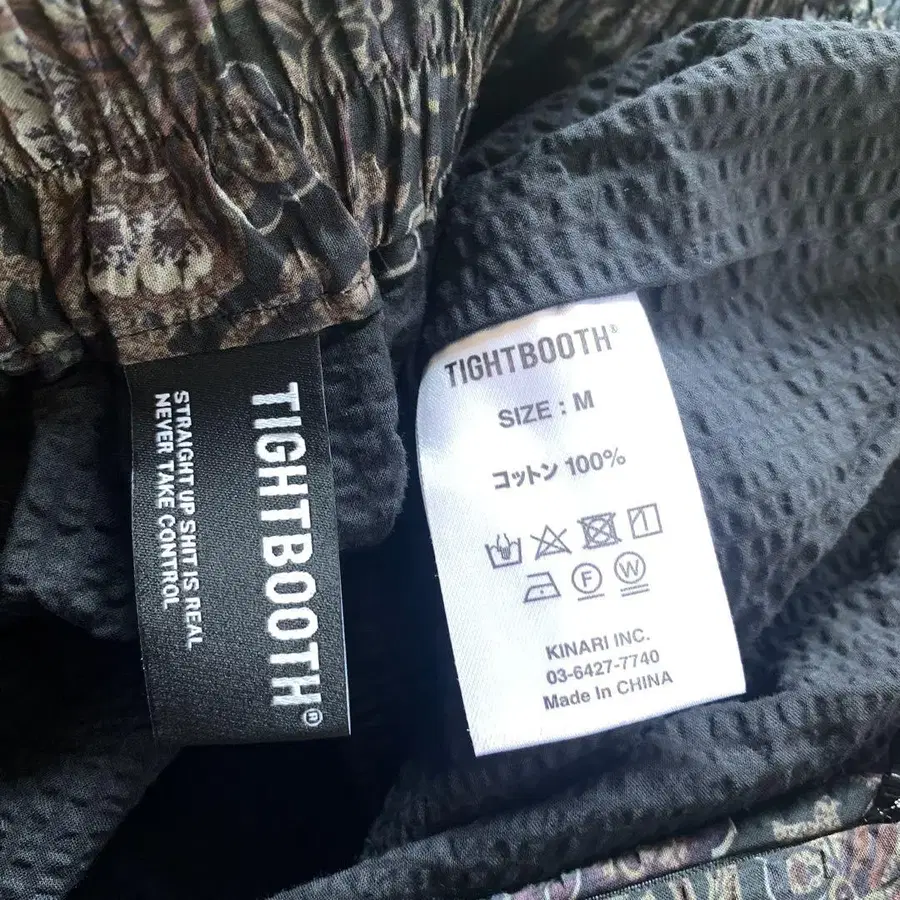 TIGHTBOOTH®
STRAIGHT UP SHIT IS REAL
NEVER TAKE CONTROL
TIGHTBOOTH®
SIZE : M
コットン 100%
F W
KINARI INC.
03-6427-7740
Made In CHINA